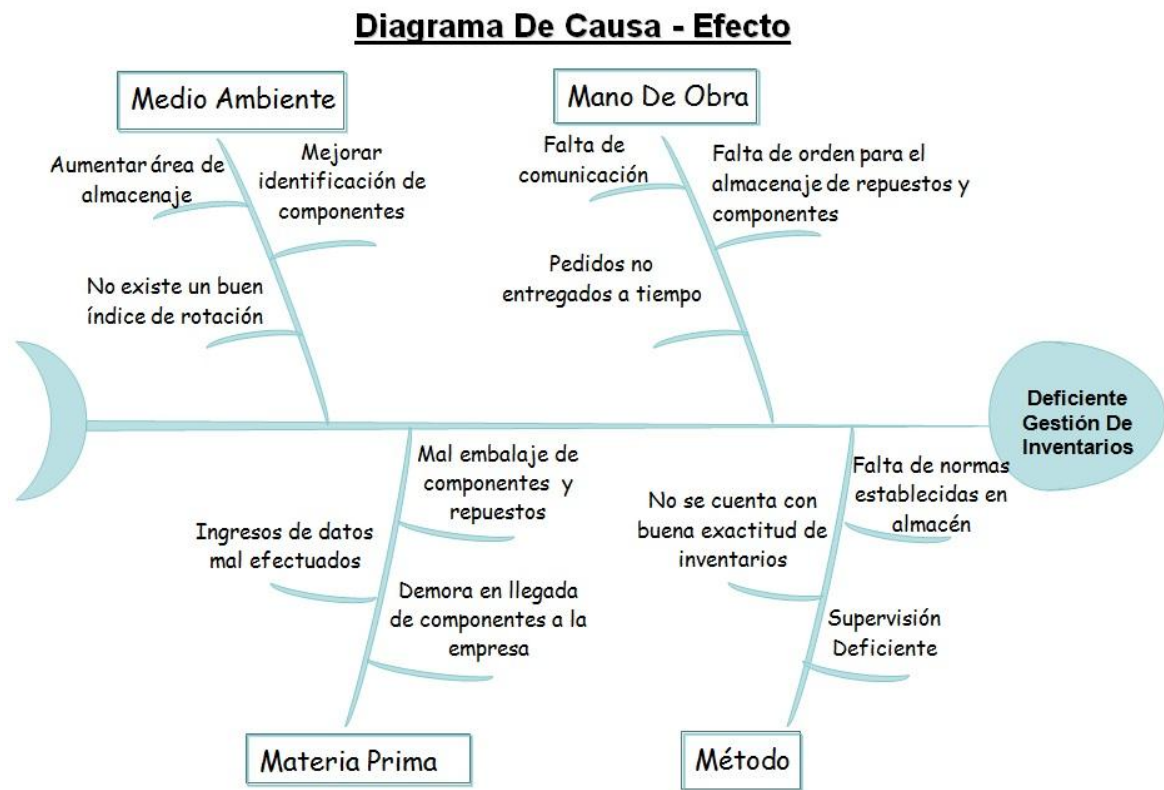 Diagrama De Causa - Efecto
Medio Ambiente
Mano De Obra
Aumentar área de
almacenaje
Mejorar
identificación de
componentes
No existe un buen
índice de rotación
Falta de
comunicación
Falta de orden para el
almacenaje de repuestos y
componentes
Pedidos no
entregados a tiempo
Deficiente
Gestión De
Inventarios
Mal embalaje de
componentes y
repuestos
Ingresos de datos
mal efectuados
Demora en llegada
de componentes a la
empresa
No se cuenta con
buena exactitud de
inventarios
Falta de normas
establecidas en
almacén
Supervisión
Deficiente
Materia Prima
Método